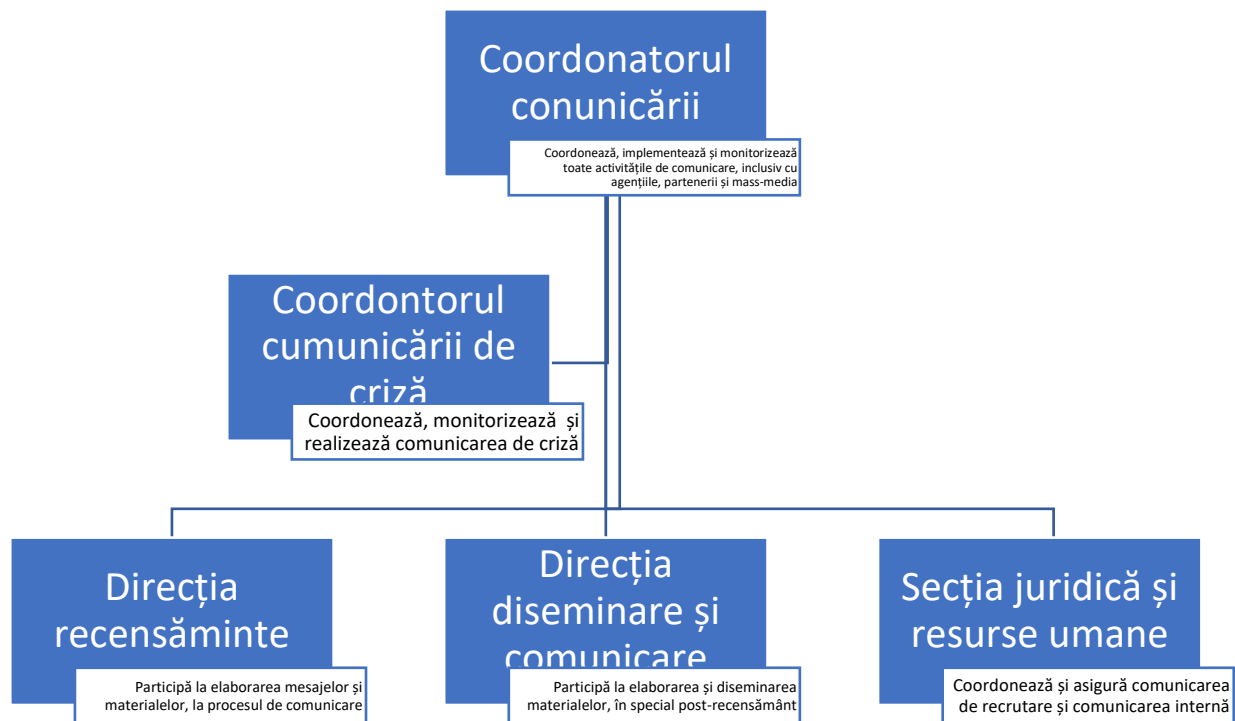 Coordonatorul
conunicării
Coordonează, implementează și monitorizează
toate activitățile de comunicare, inclusiv cu
agențiile, partenerii și mass-media
Coordontorul
cumunicării de
criză
Coordonează, monitorizează și
realizează comunicarea de criză
Direcția
recensăminte
Participă la elaborarea mesajelor și
materialelor, la procesul de comunicare
Direcția
diseminare și
comunicare
Participă la elaborarea și diseminarea
materialelor, în special post-recensământ
Secția juridică și
resurse umane
Coordonează și asigură comunicarea
de recrutare și comunicarea internă